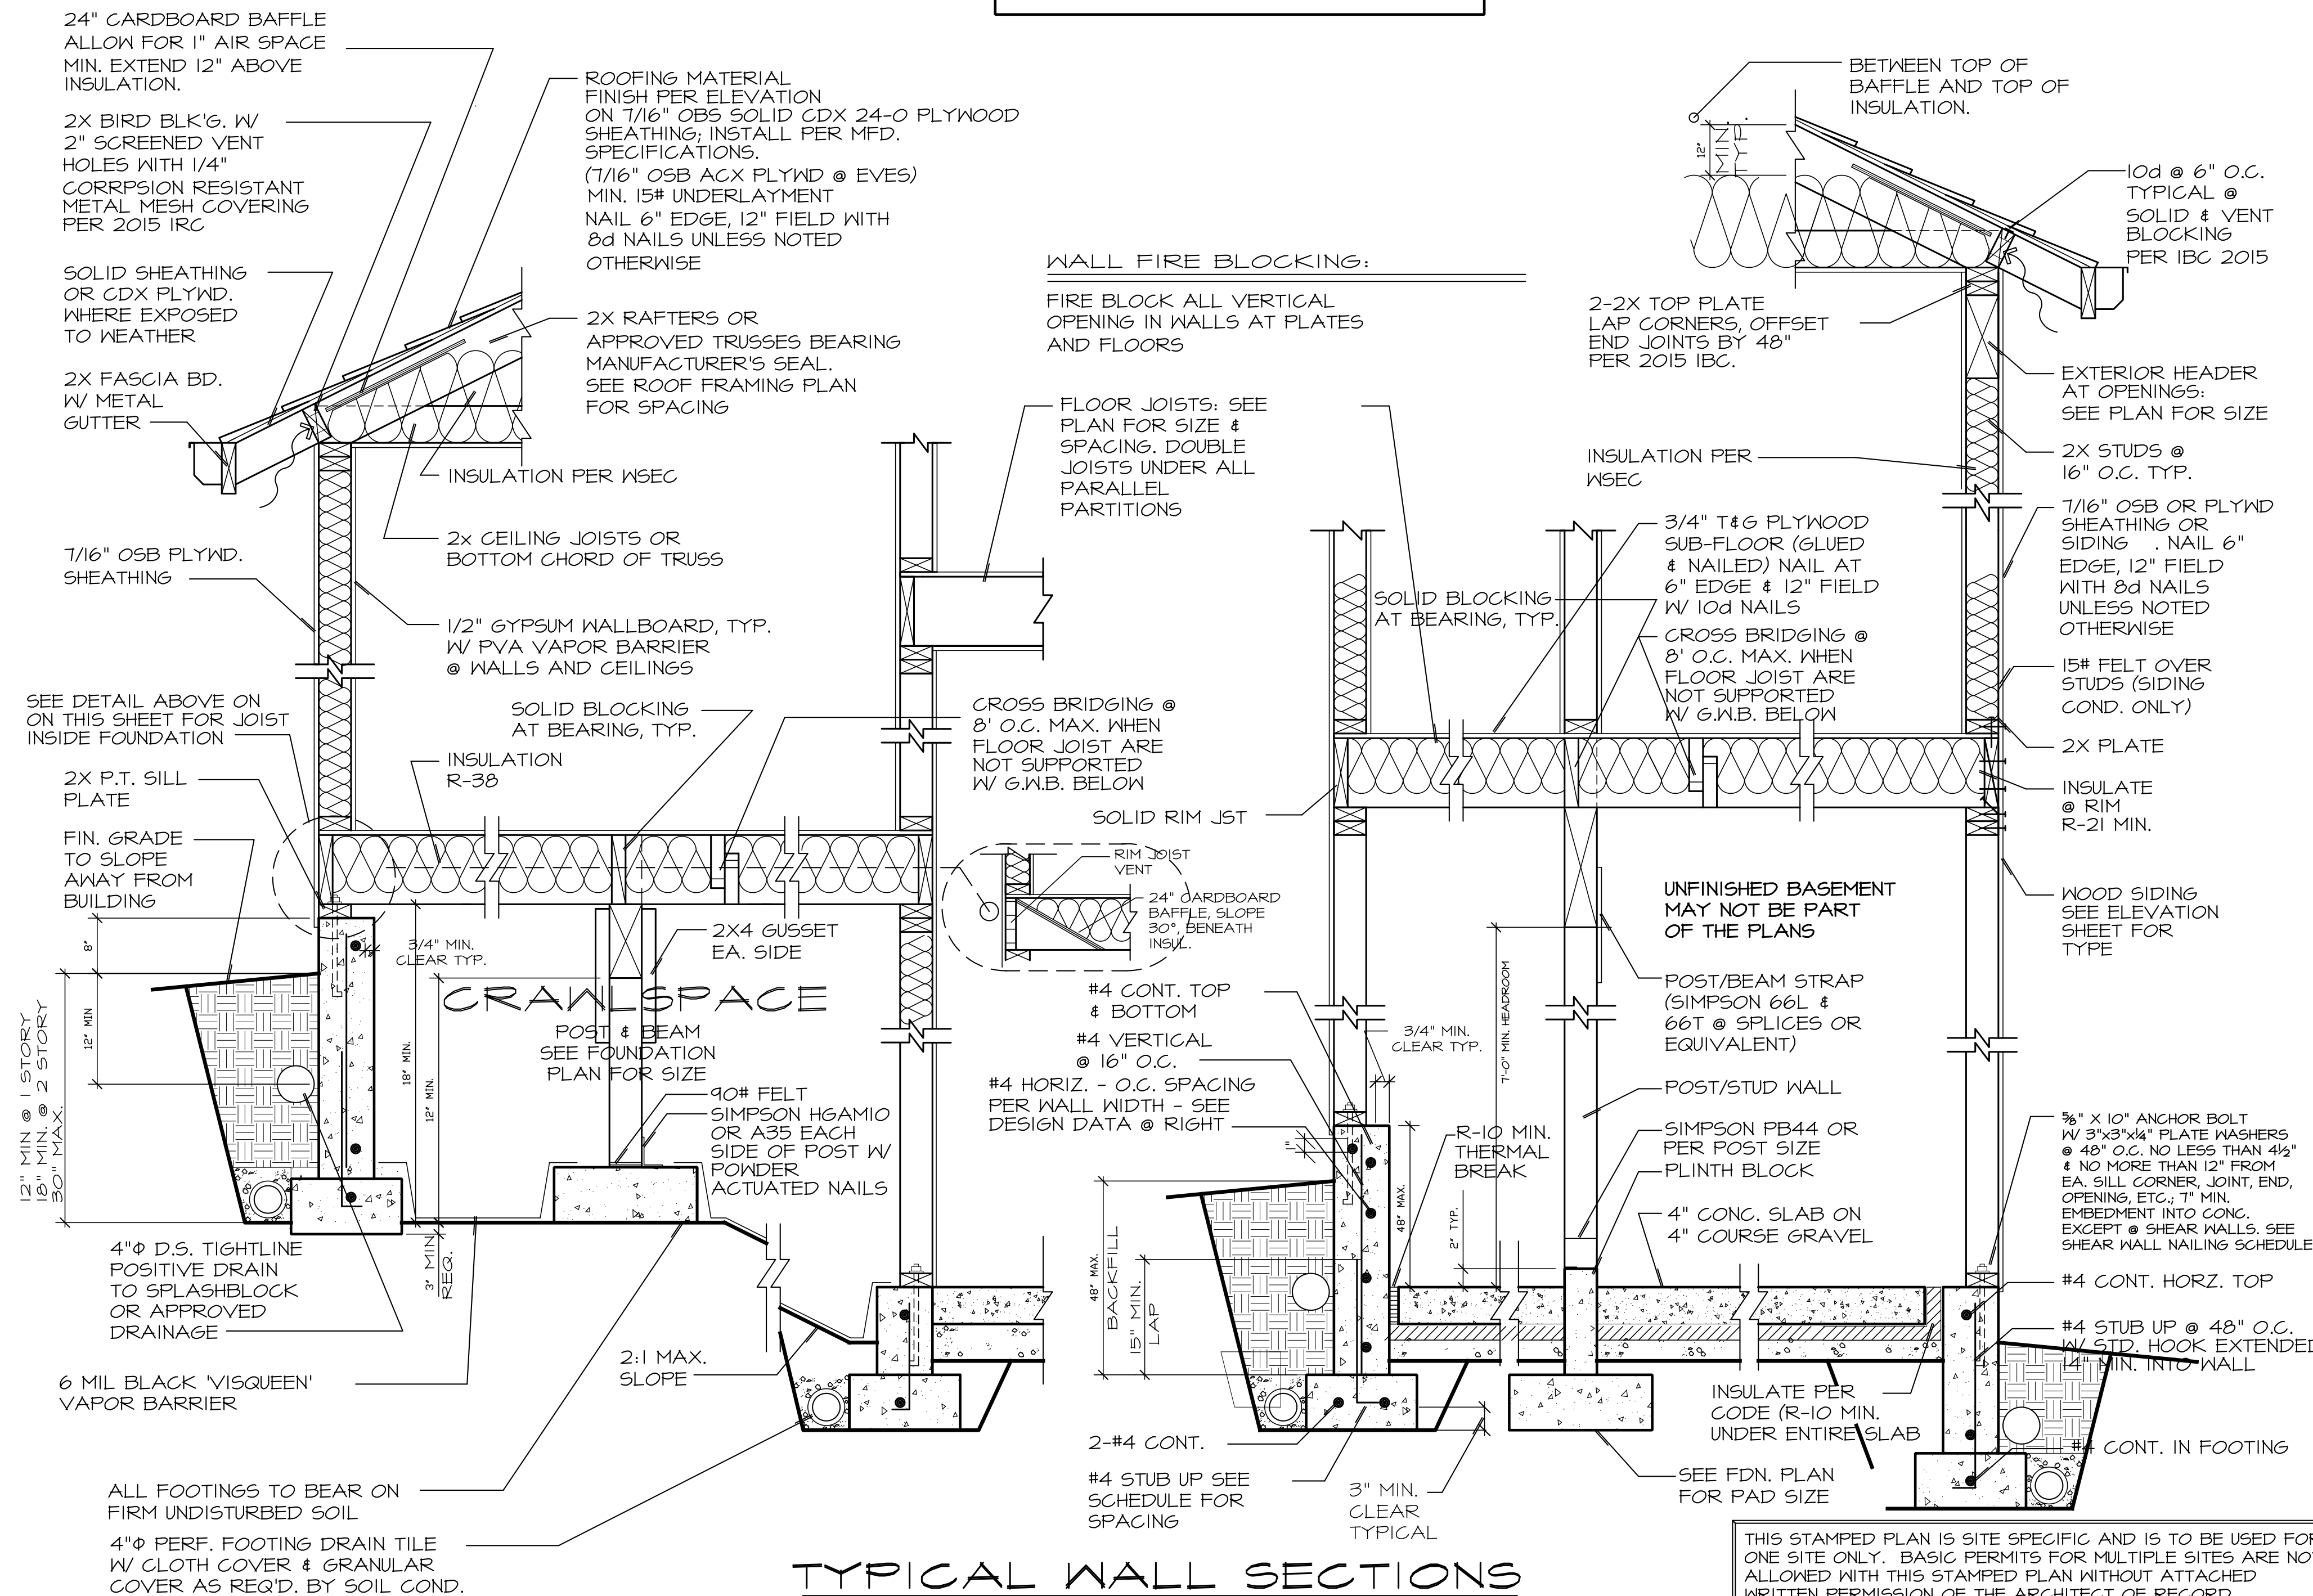 24" CARDBOARD BAFFLE
ALLOW FOR 1" AIR SPACE
MIN. EXTEND 12" ABOVE
INSULATION.
2X BIRD BLK'G. W/
2" SCREENED VENT
HOLES WITH 1/4"
CORRPSION RESISTANT
METAL MESH COVERING
PER 2015 IRC
SOLID SHEATHING
OR CDX PLYWD.
WHERE EXPOSED
TO WEATHER
2X FASCIA BD.
W/ METAL
GUTTER
ROOFING MATERIAL
FINISH PER ELEVATION
ON 7/16" OBS SOLID CDX 24-0 PLYWOOD
SHEATHING; INSTALL PER MFD.
SPECIFICATIONS.
(7/16" OSB ACX PLYWD @ EVES)
MIN. 15# UNDERLAYMENT
NAIL 6" EDGE, 12" FIELD WITH
8d NAILS UNLESS NOTED
OTHERWISE
2X RAFTERS OR
APPROVED TRUSSES BEARING
MANUFACTURER'S SEAL.
SEE ROOF FRAMING PLAN
FOR SPACING
INSULATION PER WSEC
2x CEILING JOISTS OR
BOTTOM CHORD OF TRUSS
7/16" OSB PLYWD.
SHEATHING
1/2" GYPSUM WALLBOARD, TYP.
W/ PVA VAPOR BARRIER
@ WALLS AND CEILINGS
SEE DETAIL ABOVE ON
ON THIS SHEET FOR JOIST
INSIDE FOUNDATION
SOLID BLOCKING
AT BEARING, TYP.
INSULATION
R-38
2X P.T. SILL
PLATE
FIN. GRADE
TO SLOPE
AWAY FROM
BUILDING
8"
12" MIN
12" MIN @ 1 STORY
18" MIN. @ 2 STORY
30" MAX.
3/4" MIN.
CLEAR TYP.
18" MIN.
12" MIN.
3" MIN
REQ.
CRAWLSPACE
POST & BEAM
SEE FOUNDATION
PLAN FOR SIZE
2X4 GUSSET
EA. SIDE
90# FELT
SIMPSON HGAM10
OR A35 EACH
SIDE OF POST W/
POWDER
ACTUATED NAILS
4"Φ D.S. TIGHTLINE
POSITIVE DRAIN
TO SPLASHBLOCK
OR APPROVED
DRAINAGE
6 MIL BLACK 'VISQUEEN'
VAPOR BARRIER
2:1 MAX.
SLOPE
ALL FOOTINGS TO BEAR ON
FIRM UNDISTURBED SOIL
4"Φ PERF. FOOTING DRAIN TILE
W/ CLOTH COVER & GRANULAR
COVER AS REQ'D. BY SOIL COND.
WALL FIRE BLOCKING:
FIRE BLOCK ALL VERTICAL
OPENING IN WALLS AT PLATES
AND FLOORS
FLOOR JOISTS: SEE
PLAN FOR SIZE &
SPACING. DOUBLE
JOISTS UNDER ALL
PARALLEL
PARTITIONS
CROSS BRIDGING @
8' O.C. MAX. WHEN
FLOOR JOIST ARE
NOT SUPPORTED
W/ G.W.B. BELOW
SOLID RIM JST
RIM JOIST
VENT
24" CARDBOARD
BAFFLE, SLOPE
30°, BENEATH
INSUL.
#4 CONT. TOP
& BOTTOM
#4 VERTICAL
@ 16" O.C.
#4 HORIZ. - O.C. SPACING
PER WALL WIDTH - SEE
DESIGN DATA @ RIGHT
3/4" MIN.
CLEAR TYP.
1"
48" MAX.
48" MAX.
BACKFILL
15" MIN.
LAP
R-10 MIN.
THERMAL
BREAK
2" TYP.
7'-0" MIN. HEADROOM
2-#4 CONT.
#4 STUB UP SEE
SCHEDULE FOR
SPACING
3" MIN.
CLEAR
TYPICAL
BETWEEN TOP OF
BAFFLE AND TOP OF
INSULATION.
12"
MIN.
TYP.
10d @ 6" O.C.
TYPICAL @
SOLID & VENT
BLOCKING
PER IBC 2015
2-2X TOP PLATE
LAP CORNERS, OFFSET
END JOINTS BY 48"
PER 2015 IBC.
EXTERIOR HEADER
AT OPENINGS:
SEE PLAN FOR SIZE
INSULATION PER
WSEC
2X STUDS @
16" O.C. TYP.
7/16" OSB OR PLYWD
SHEATHING OR
SIDING . NAIL 6"
EDGE, 12" FIELD
WITH 8d NAILS
UNLESS NOTED
OTHERWISE
3/4" T&G PLYWOOD
SUB-FLOOR (GLUED
& NAILED) NAIL AT
6" EDGE & 12" FIELD
W/ 10d NAILS
SOLID BLOCKING
AT BEARING, TYP.
CROSS BRIDGING @
8' O.C. MAX. WHEN
FLOOR JOIST ARE
NOT SUPPORTED
W/ G.W.B. BELOW
15# FELT OVER
STUDS (SIDING
COND. ONLY)
2X PLATE
INSULATE
@ RIM
R-21 MIN.
UNFINISHED BASEMENT
MAY NOT BE PART
OF THE PLANS
WOOD SIDING
SEE ELEVATION
SHEET FOR
TYPE
POST/BEAM STRAP
(SIMPSON 66L &
66T @ SPLICES OR
EQUIVALENT)
POST/STUD WALL
SIMPSON PB44 OR
PER POST SIZE
PLINTH BLOCK
4" CONC. SLAB ON
4" COURSE GRAVEL
⅝" X 10" ANCHOR BOLT
W/ 3"x3"x¼" PLATE WASHERS
@ 48" O.C. NO LESS THAN 4½"
& NO MORE THAN 12" FROM
EA. SILL CORNER, JOINT, END,
OPENING, ETC.; 7" MIN.
EMBEDMENT INTO CONC.
EXCEPT @ SHEAR WALLS. SEE
SHEAR WALL NAILING SCHEDULE
#4 CONT. HORZ. TOP
#4 STUB UP @ 48" O.C.
W/ STD. HOOK EXTENDED
14" MIN. INTO WALL
INSULATE PER
CODE (R-10 MIN.
UNDER ENTIRE SLAB
#4 CONT. IN FOOTING
SEE FDN. PLAN
FOR PAD SIZE
TYPICAL WALL SECTIONS
THIS STAMPED PLAN IS SITE SPECIFIC AND IS TO BE USED FOR
ONE SITE ONLY. BASIC PERMITS FOR MULTIPLE SITES ARE NOT
ALLOWED WITH THIS STAMPED PLAN WITHOUT ATTACHED
WRITTEN PERMISSION OF THE ARCHITECT OF RECORD